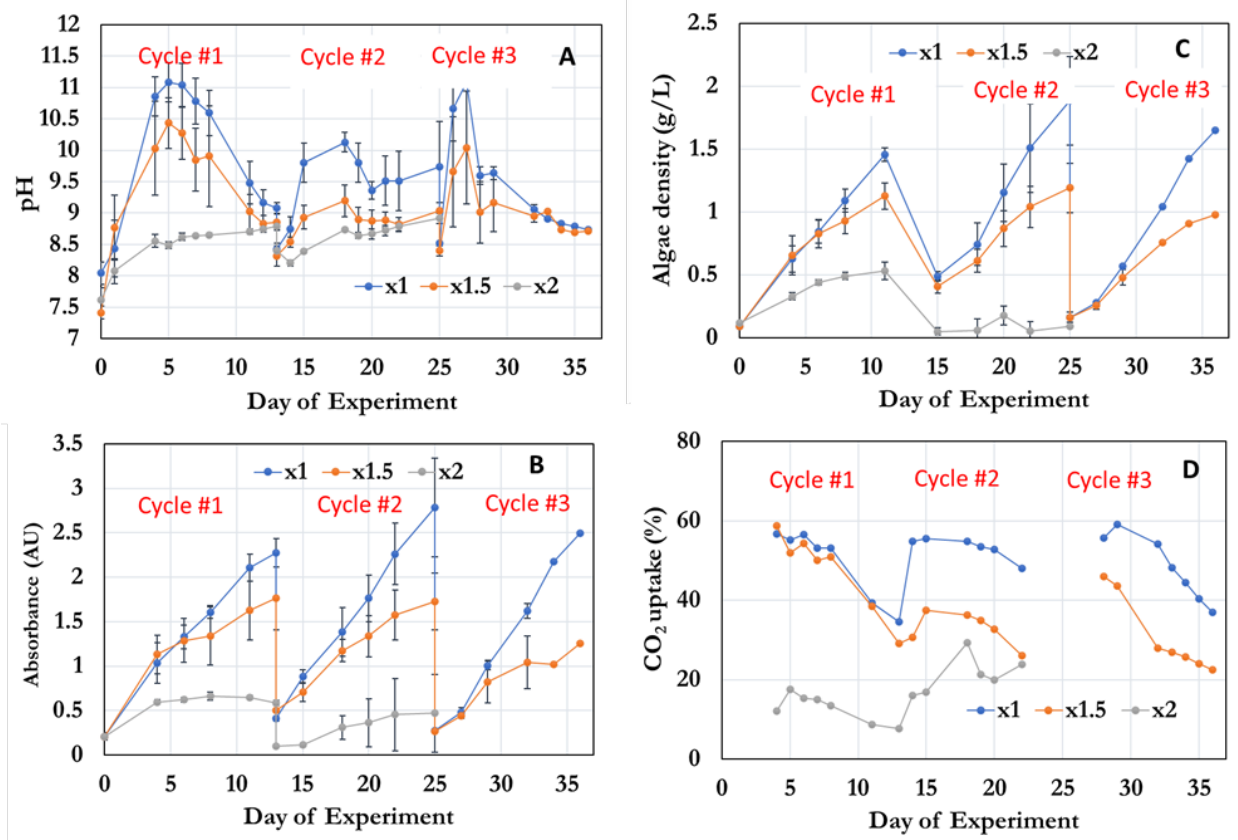 12
11.5
11
10.5
10
9.5
9
8.5
8
7.5
7
pH
Cycle #1
Cycle #2
Cycle #3
A
x1
x1.5
x2
0 5 10 15 20 25 30 35
Day of Experiment
2.5
2
1.5
1
0.5
0
Algae density (g/L)
x1 x1.5 x2
C
Cycle #1
Cycle #2
Cycle #3
0 5 10 15 20 25 30 35
Day of Experiment
3.5
3
2.5
2
1.5
1
0.5
0
Absorbance (AU)
x1 x1.5 x2
B
Cycle #1
Cycle #2
Cycle #3
0 5 10 15 20 25 30 35
Day of Experiment
80
60
40
20
0
CO2 uptake (%)
Cycle #1
Cycle #2
Cycle #3
D
x1 x1.5 x2
0 5 10 15 20 25 30 35
Day of Experiment